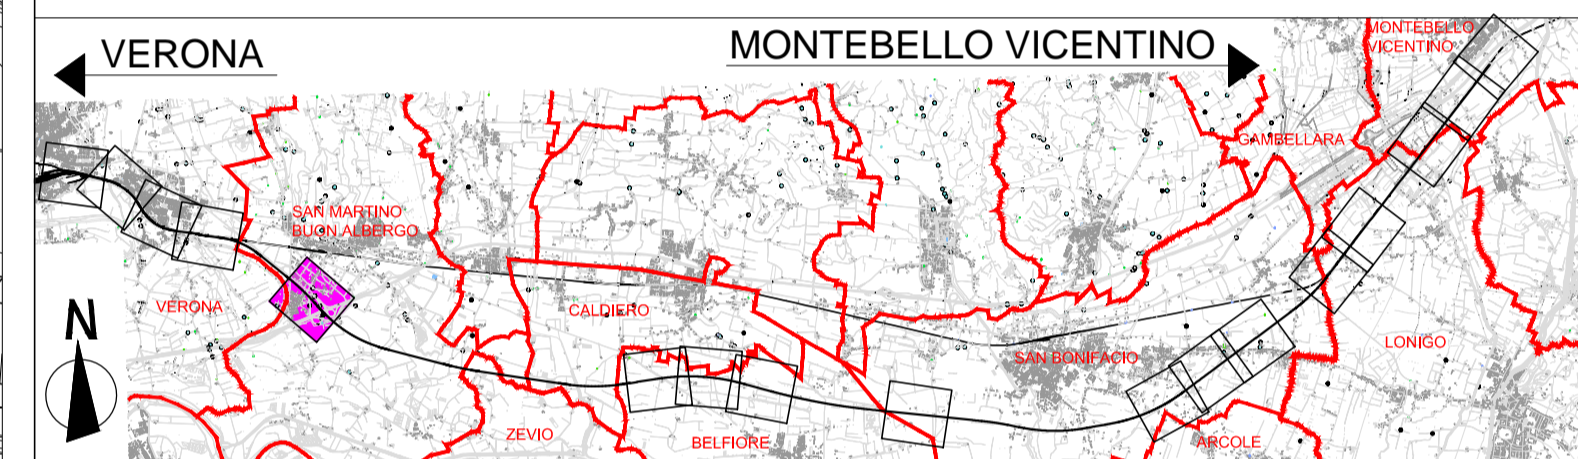 VERONA
MONTEBELLO VICENTINO
MONTEBELLO
VICENTINO
GAMBELLARA
SAN MARTINO
BUON ALBERGO
VERONA
CALDIERO
N
SAN BONIFACIO
LONIGO
ZEVIO
BELFIORE
ARCOLE